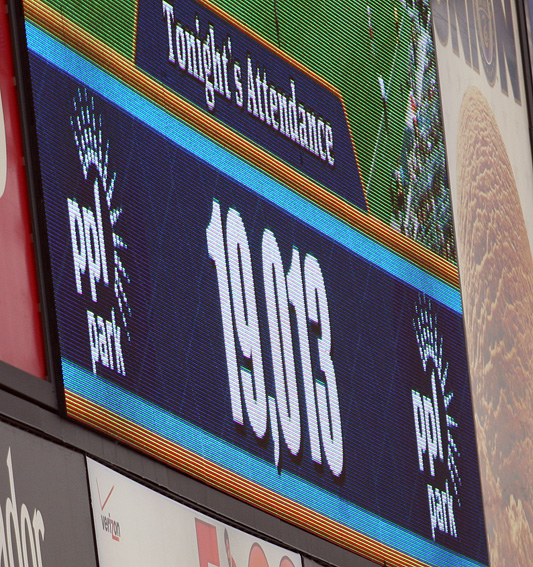 Tonight's Attendance
ppl
park
19,013
ppl
park
verizon